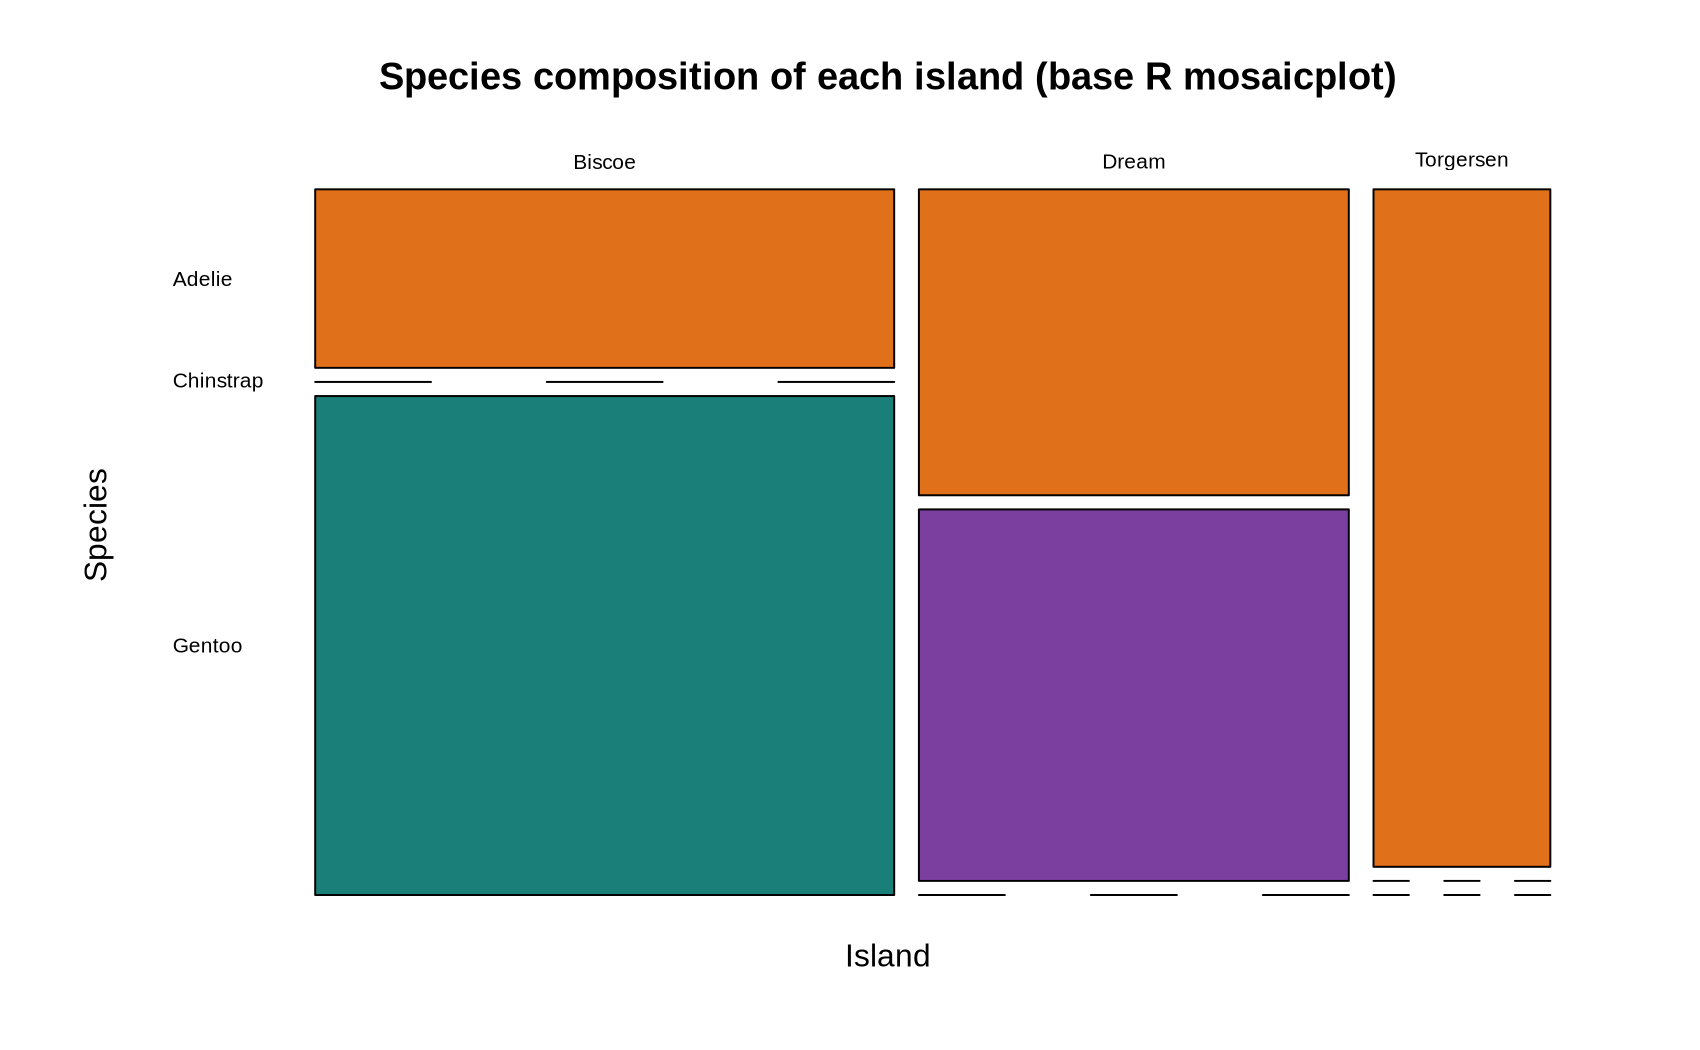 Species composition of each island (base R mosaicplot)
Biscoe
Dream
Torgersen
Adelie
Chinstrap
Gentoo
Species
Island